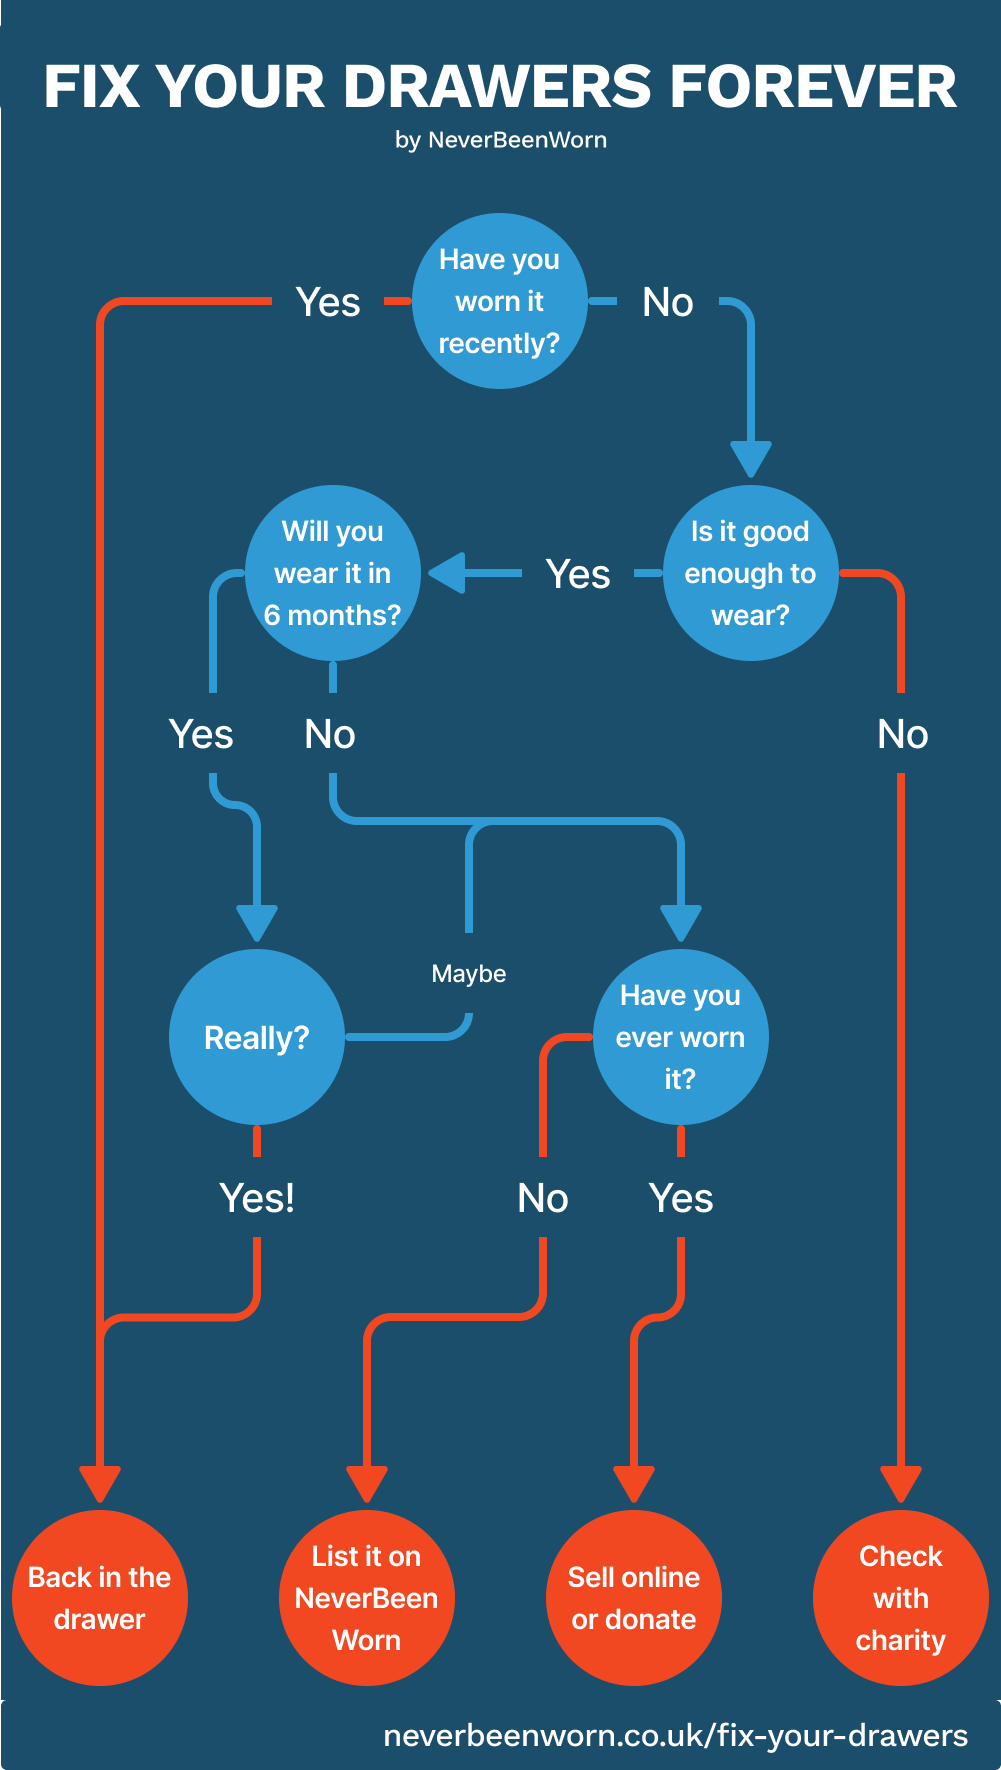 FIX YOUR DRAWERS FOREVER
by NeverBeenWorn
Have you
worn it
recently?
Yes
No
Will you
wear it in
6 months?
Yes
Is it good
enough to
wear?
Yes
No
No
Really?
Maybe
Have you
ever worn
it?
Yes!
No
Yes
Back in the
drawer
List it on
NeverBeen
Worn
Sell online
or donate
Check
with
charity
neverbeenworn.co.uk/fix-your-drawers